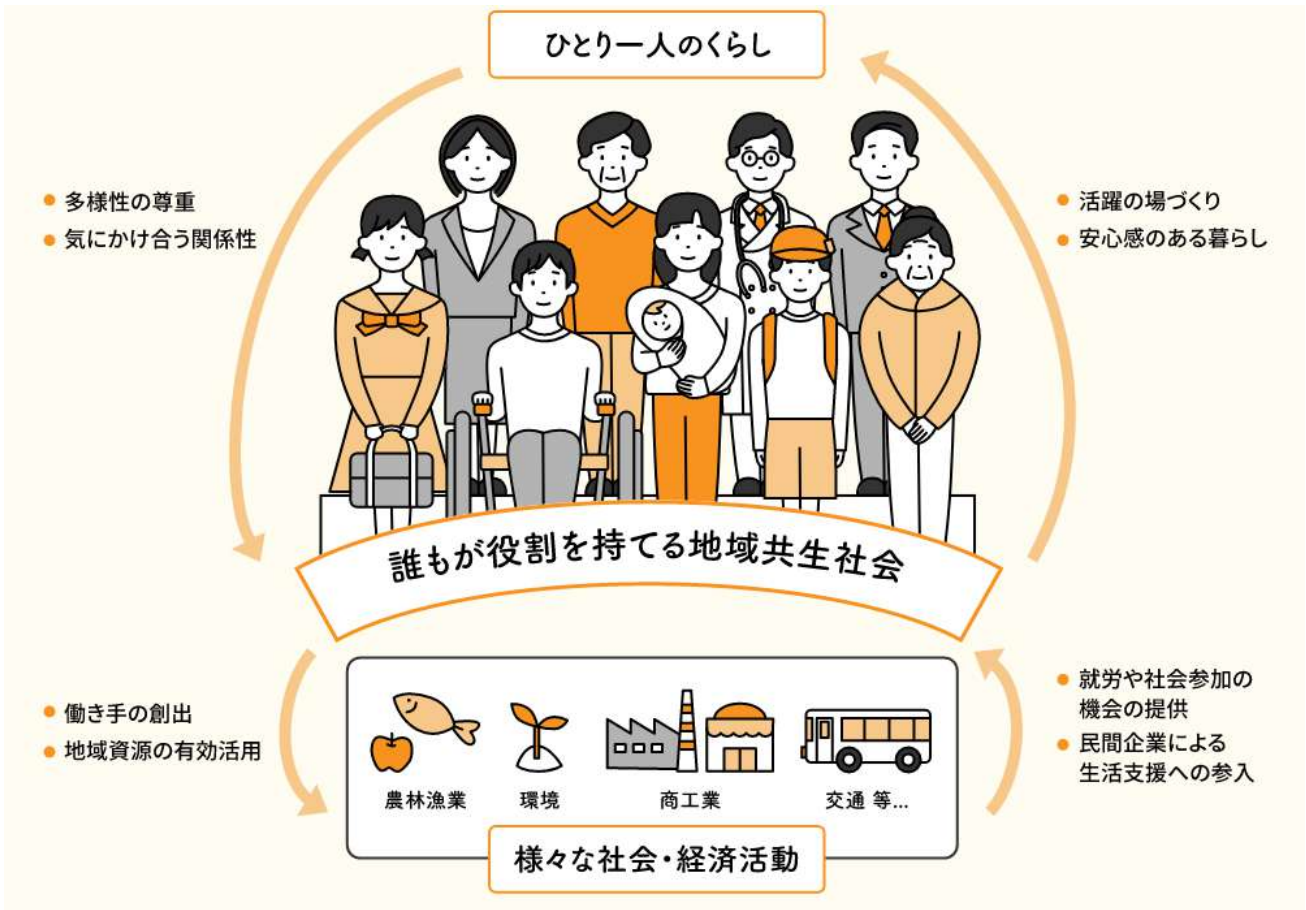 ひとり一人のくらし
多様性の尊重
気にかけ合う関係性
活躍の場づくり
安心感のある暮らし
誰もが役割を持てる地域共生社会
働き手の創出
地域資源の有効活用
農林漁業
環境
商工業
交通 等...
様々な社会・経済活動
就労や社会参加の
機会の提供
民間企業による
生活支援への参入